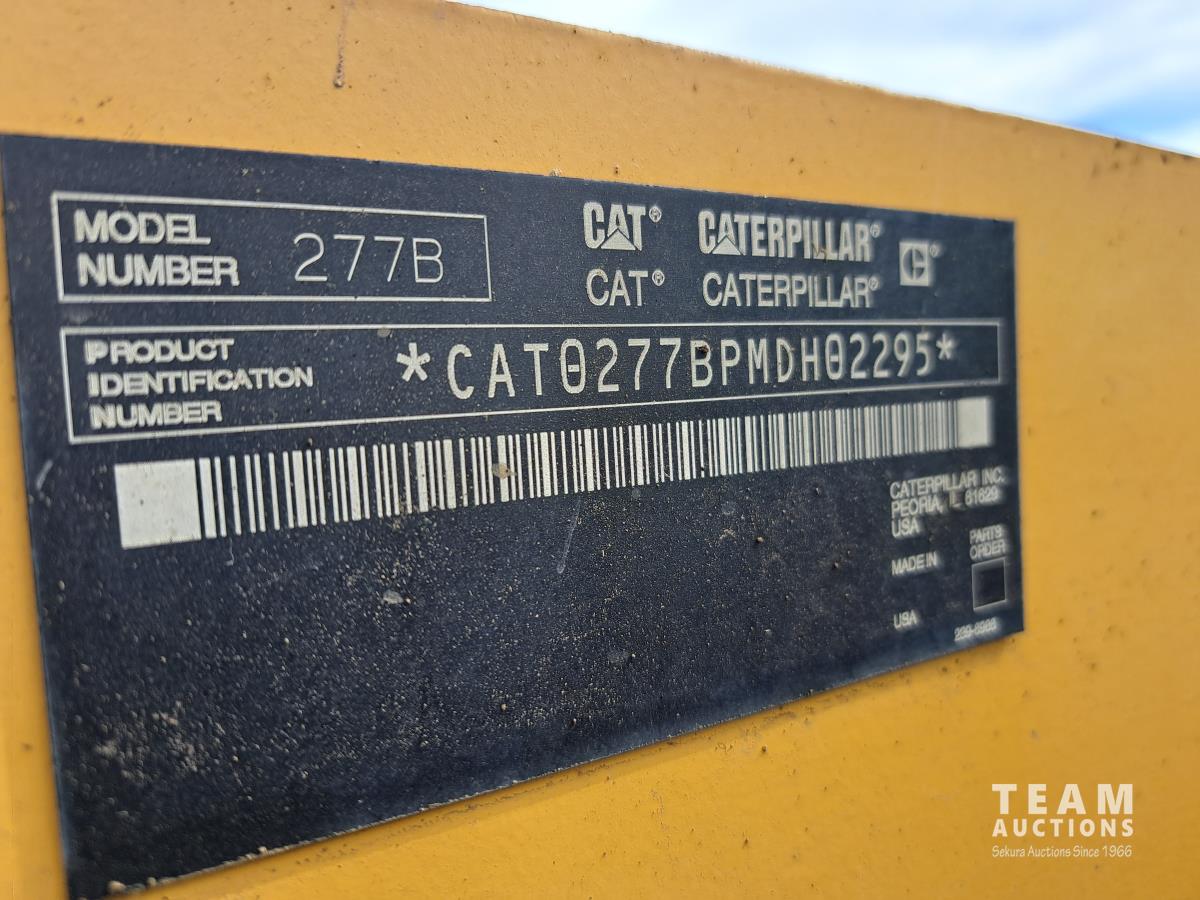 MODEL
NUMBER 277B
CAT® CATERPILLAR®
CAT® CATERPILLAR®
PRODUCT
IDENTIFICATION
NUMBER
*CAT0277BPMDH02295*
CATERPILLAR INC.
PEORIA, IL 61629
USA
MADE IN
USA
PARTS
ORDER
TEAM
AUCTIONS
Sekura Auctions Since 1966